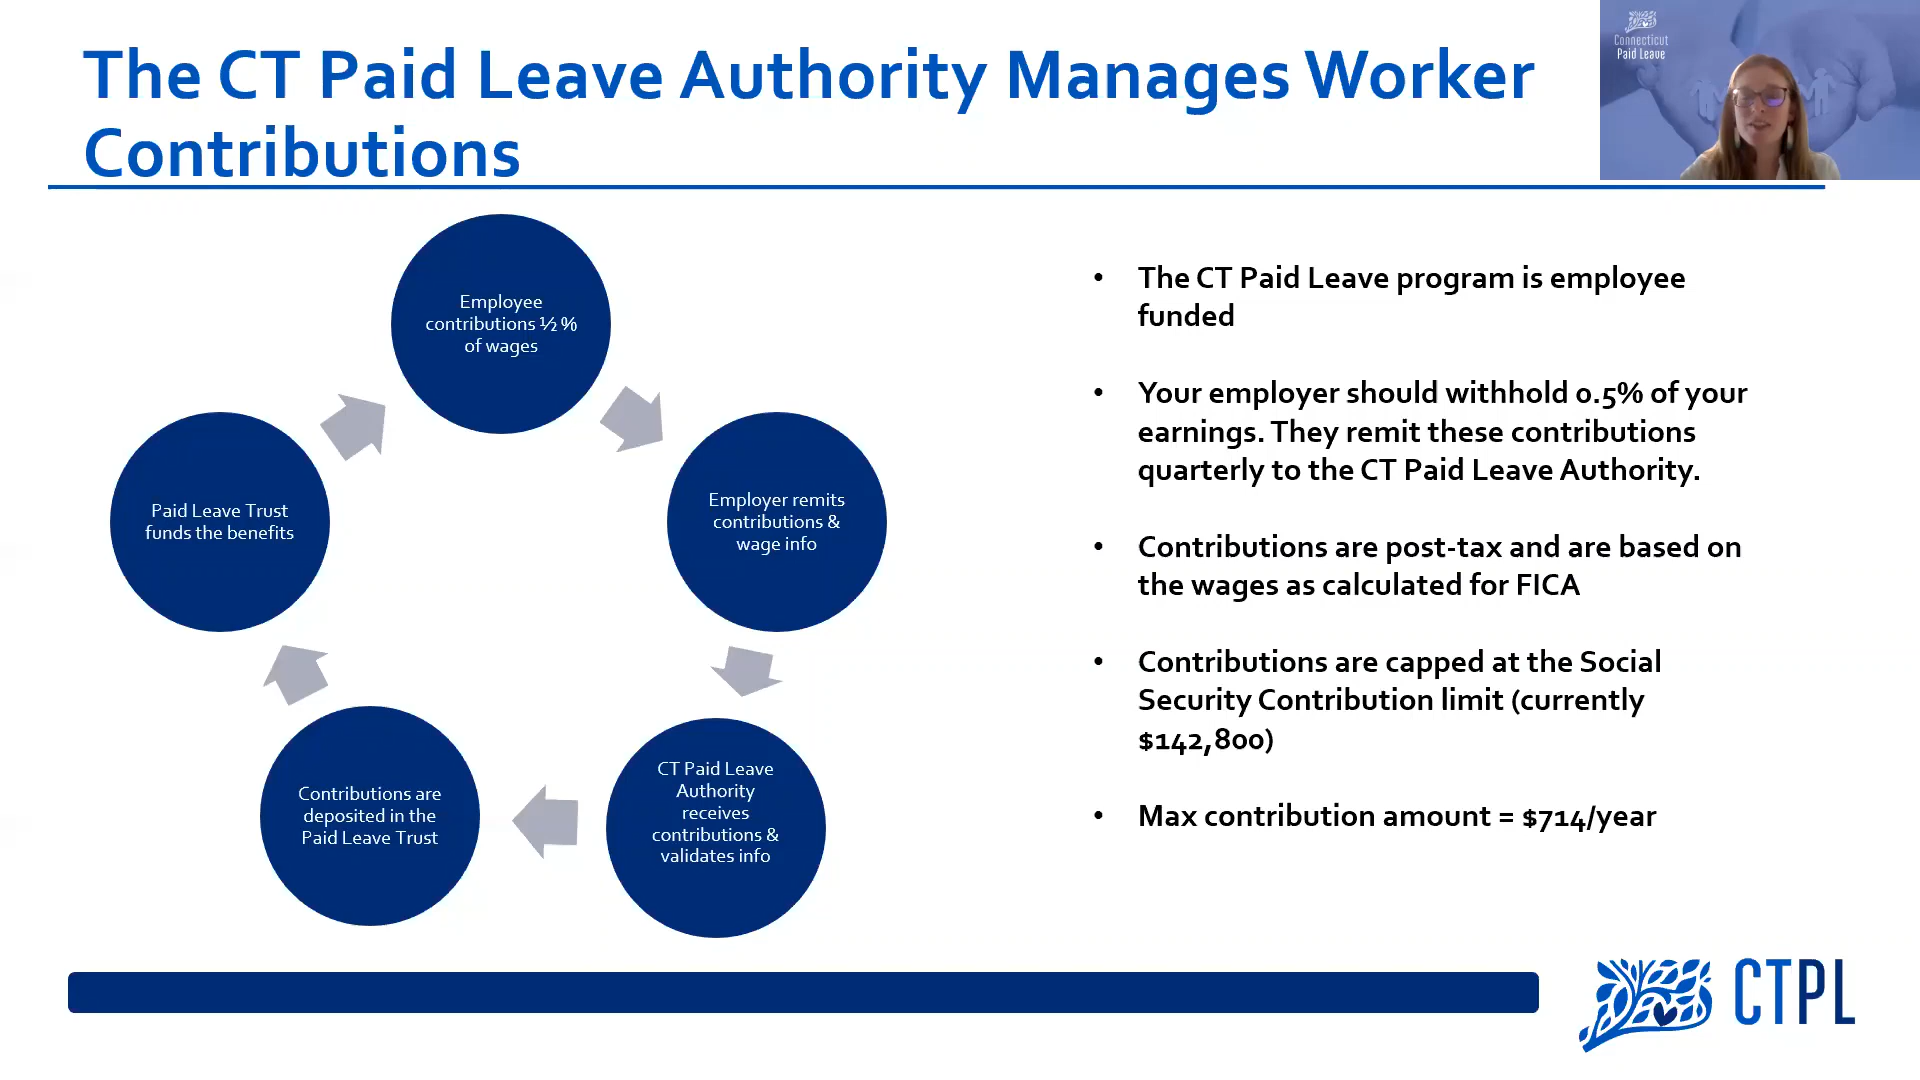 The CT Paid Leave Authority Manages Worker
Contributions
Connecticut
Paid Leave
Employee
contributions ½ %
of wages
Employer remits
contributions &
wage info
CT Paid Leave
Authority
receives
contributions &
validates info
Contributions are
deposited in the
Paid Leave Trust
Paid Leave Trust
funds the benefits
• The CT Paid Leave program is employee
funded
• Your employer should withhold 0.5% of your
earnings. They remit these contributions
quarterly to the CT Paid Leave Authority.
• Contributions are post-tax and are based on
the wages as calculated for FICA
• Contributions are capped at the Social
Security Contribution limit (currently
$142,800)
• Max contribution amount = $714/year
CTPL